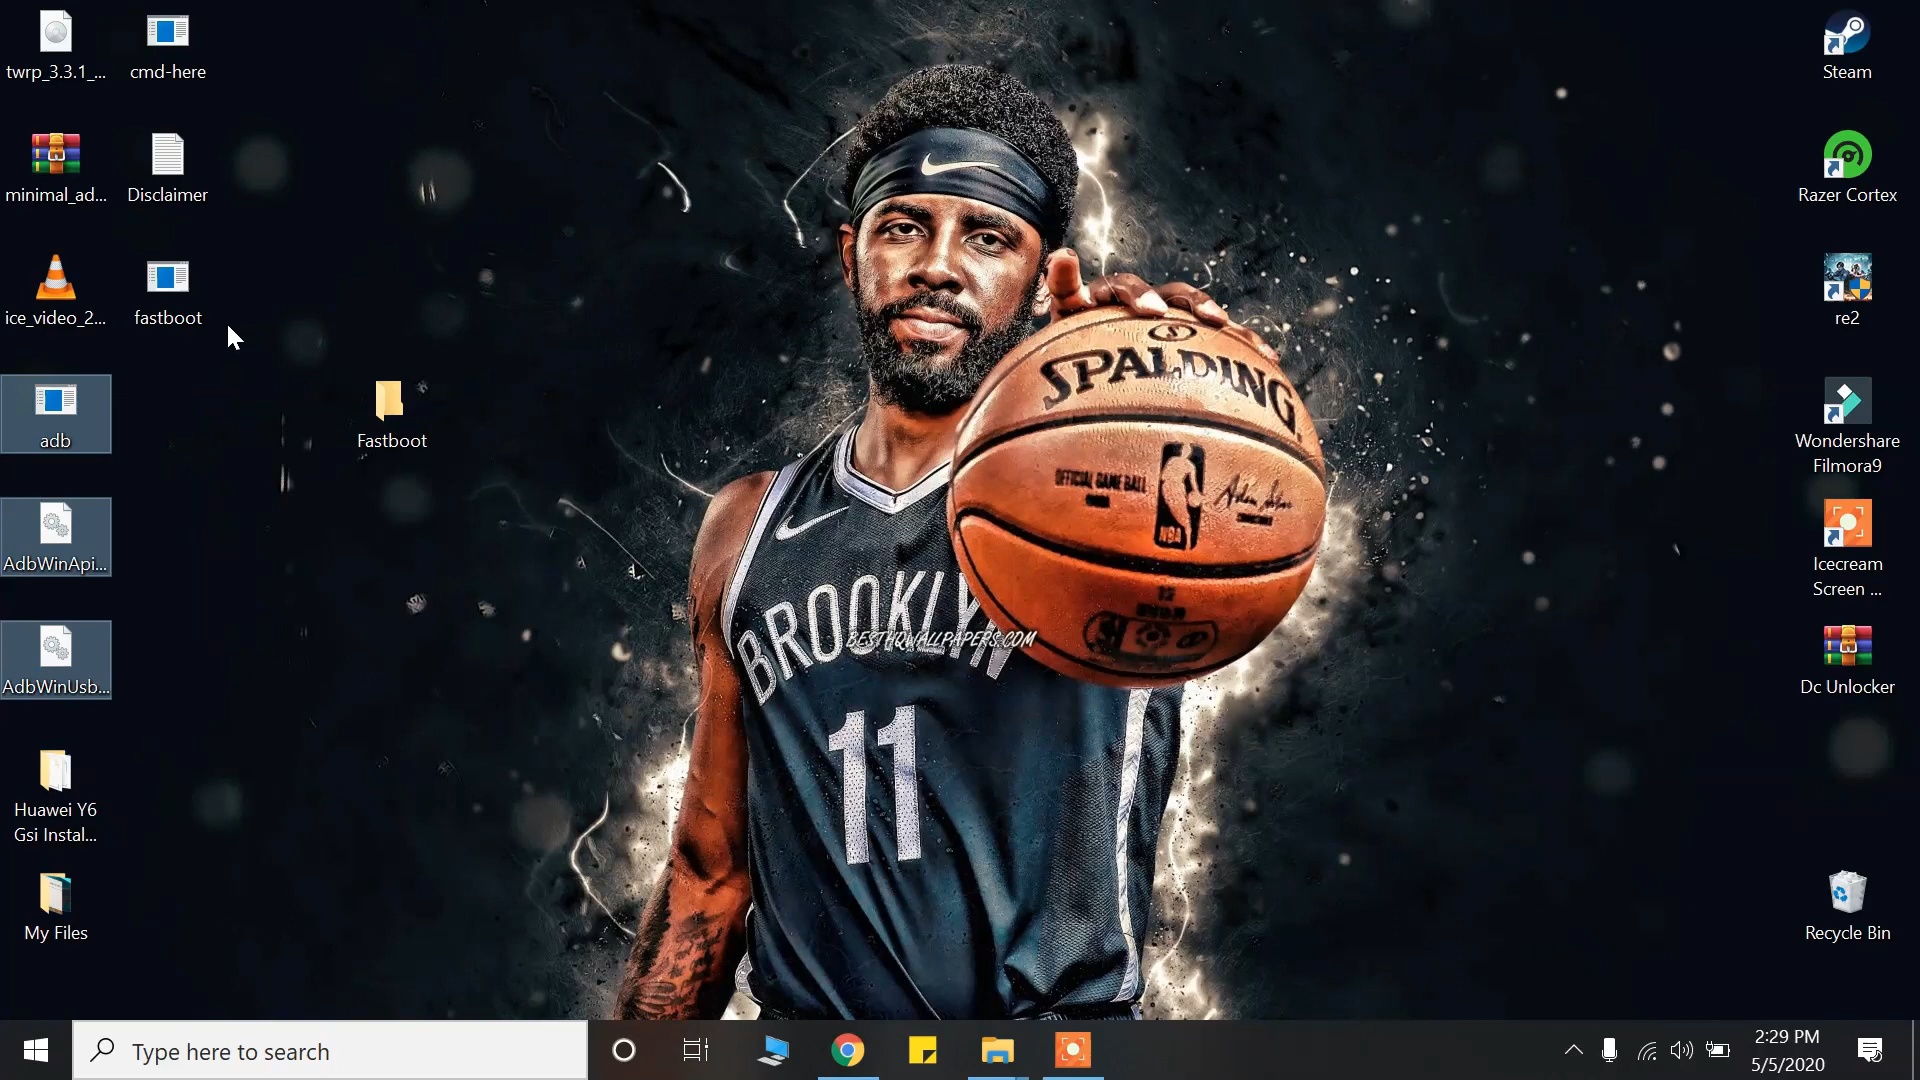 twrp_3.3.1_...
cmd-here
Steam
minimal_ad...
Disclaimer
Razer Cortex
ice_video_2...
fastboot
re2
adb
Fastboot
Wondershare
Filmora9
AdbWinApi...
Icecream
Screen ...
AdbWinUsb...
Dc Unlocker
Huawei Y6
Gsi Instal...
My Files
Recycle Bin
SPALDING
OFFICIAL GAME BALL
NBA
BROOKLYN
BESTHQWALLPAPERS.COM
11
Type here to search
2:29 PM
5/5/2020